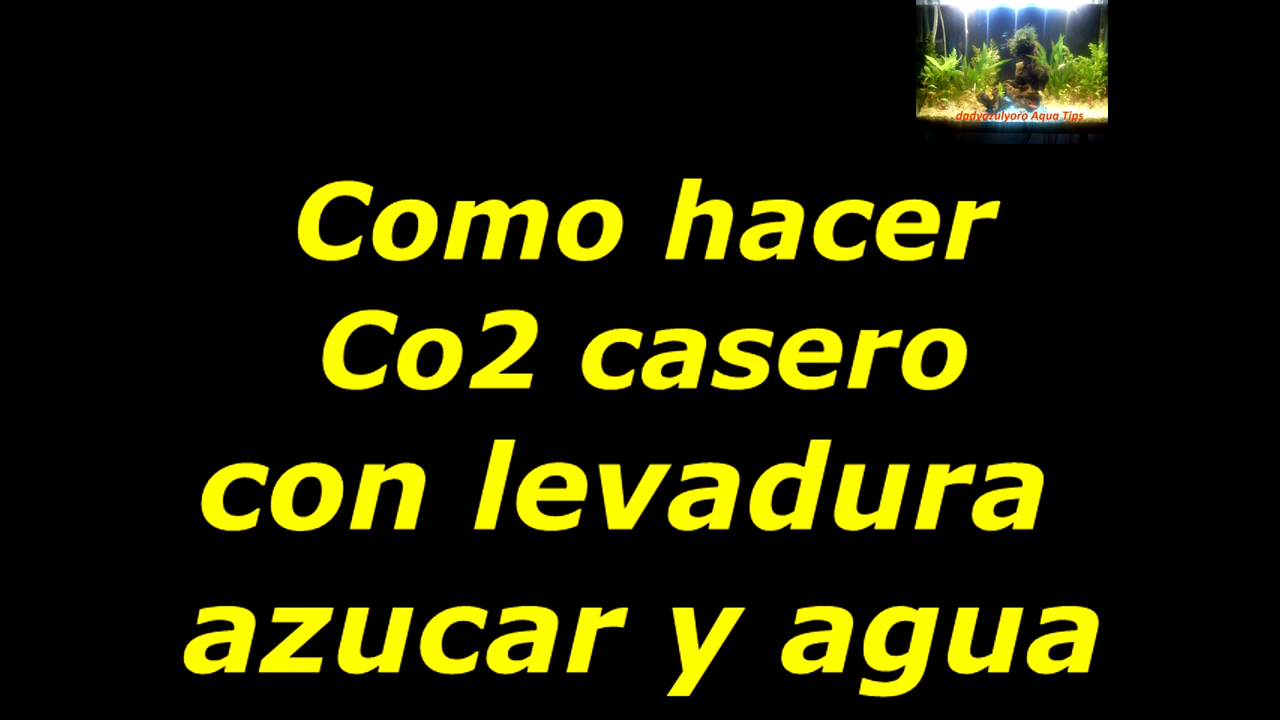 dadyazulyoro Aqua Tips
Como hacer
Co2 casero
con levadura
azucar y agua